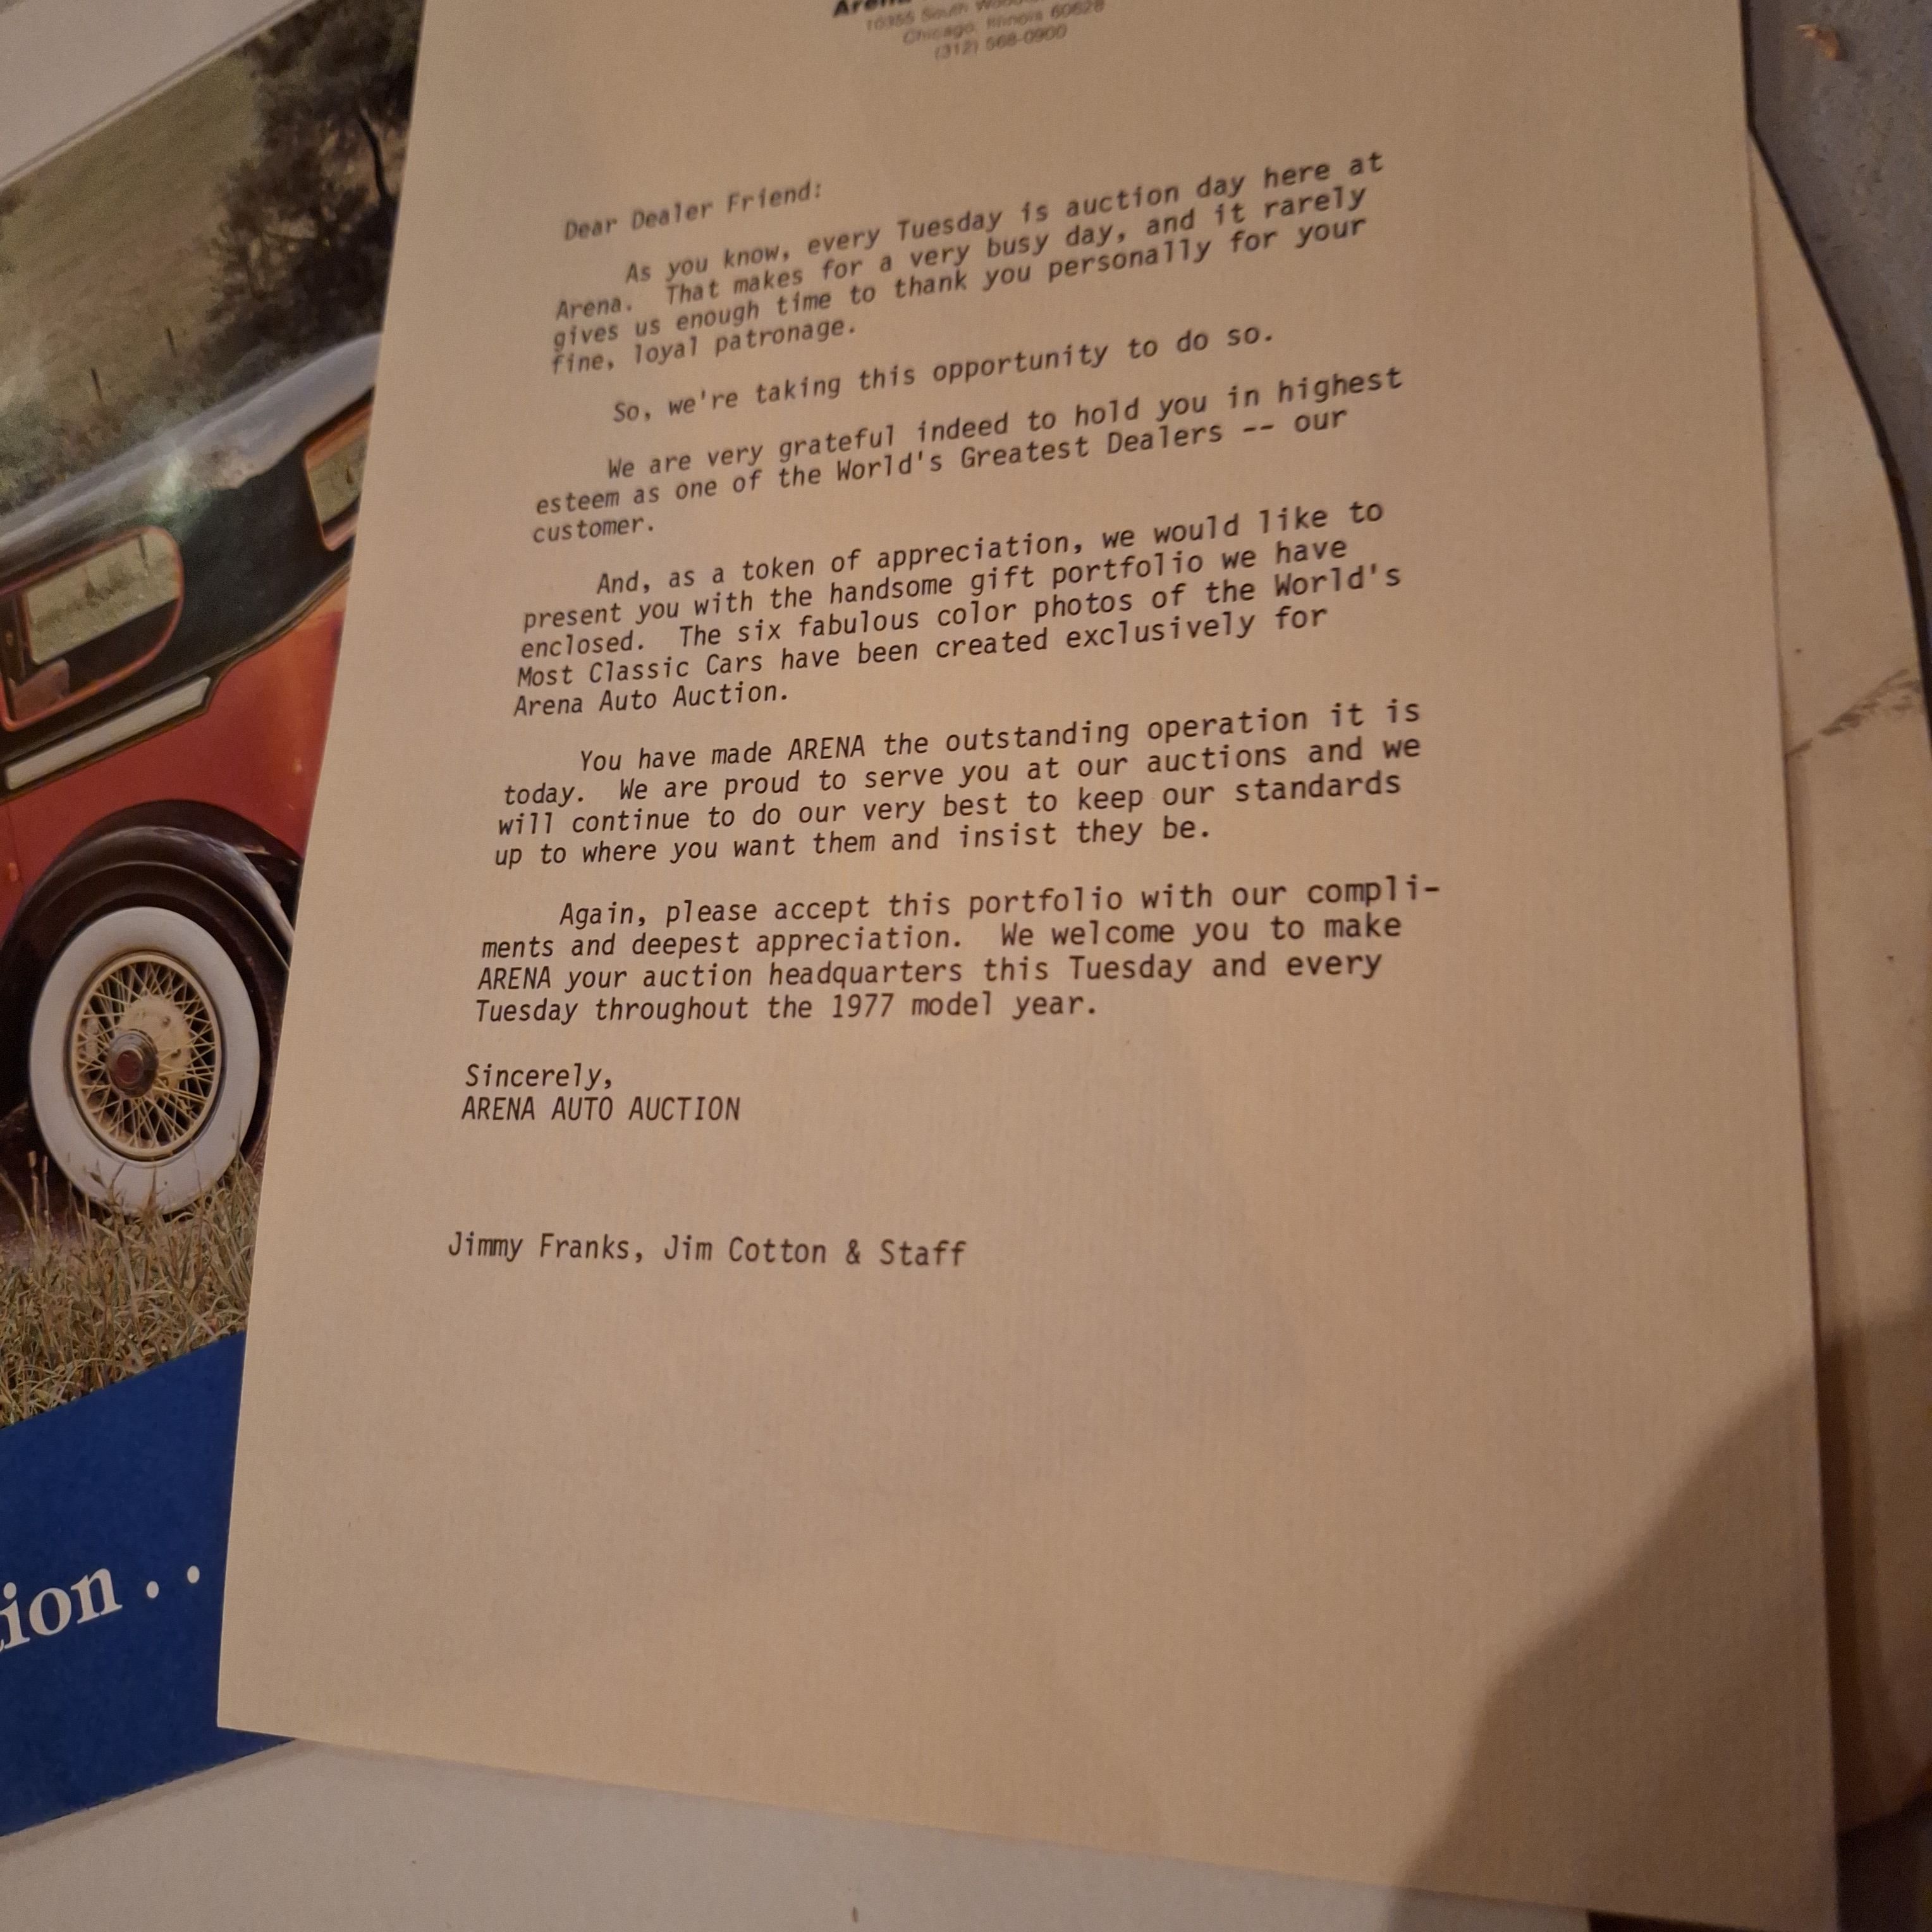 Arena
10355 South
Chicago, Illinois 60628
(312) 568-0900
Dear Dealer Friend:
As you know, every Tuesday is auction day here at
Arena. That makes for a very busy day, and it rarely
gives us enough time to thank you personally for your
fine, loyal patronage.
So, we're taking this opportunity to do so.
We are very grateful indeed to hold you in highest
esteem as one of the World's Greatest Dealers -- our
customer.
And, as a token of appreciation, we would like to
present you with the handsome gift portfolio we have
enclosed. The six fabulous color photos of the World's
Most Classic Cars have been created exclusively for
Arena Auto Auction.
You have made ARENA the outstanding operation it is
today. We are proud to serve you at our auctions and we
will continue to do our very best to keep our standards
up to where you want them and insist they be.
Again, please accept this portfolio with our compli-
ments and deepest appreciation. We welcome you to make
ARENA your auction headquarters this Tuesday and every
Tuesday throughout the 1977 model year.
Sincerely,
ARENA AUTO AUCTION
Jimmy Franks, Jim Cotton & Staff
tion . .